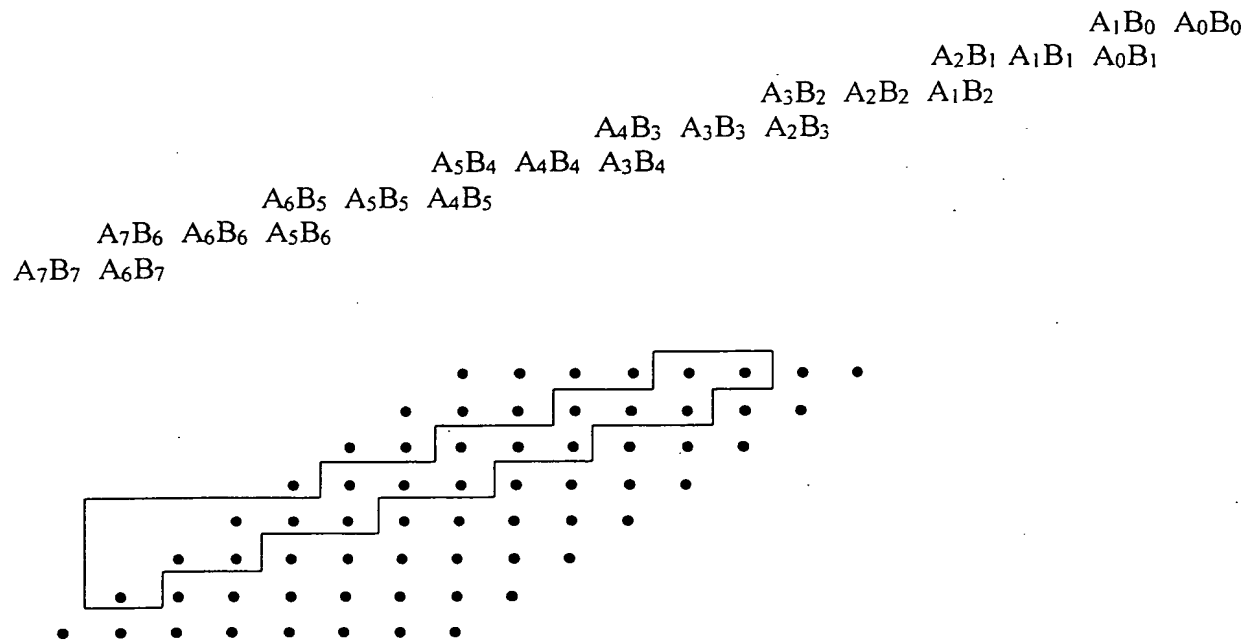 A₁B₀ A₀B₀
A₂B₁ A₁B₁ A₀B₁
A₃B₂ A₂B₂ A₁B₂
A₄B₃ A₃B₃ A₂B₃
A₅B₄ A₄B₄ A₃B₄
A₆B₅ A₅B₅ A₄B₅
A₇B₆ A₆B₆ A₅B₆
A₇B₇ A₆B₇